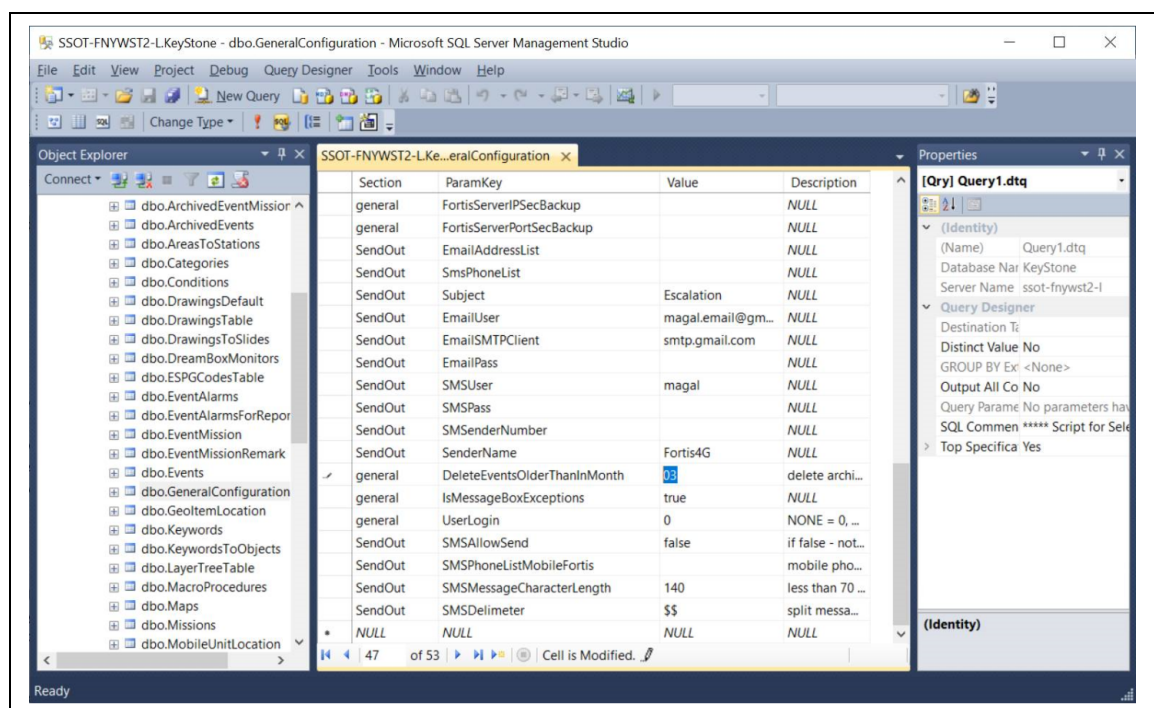 SSOT-FNYWST2-L.KeyStone - dbo.GeneralConfiguration - Microsoft SQL Server Management Studio
File Edit View Project Debug Query Designer Tools Window Help
New Query
Change Type
Object Explorer
Connect
dbo.ArchivedEventMission
dbo.ArchivedEvents
dbo.AreasToStations
dbo.Categories
dbo.Conditions
dbo.DrawingsDefault
dbo.DrawingsTable
dbo.DrawingsToSlides
dbo.DreamBoxMonitors
dbo.ESPGCodesTable
dbo.EventAlarms
dbo.EventAlarmsForRepor
dbo.EventMission
dbo.EventMissionRemark
dbo.Events
dbo.GeneralConfiguration
dbo.GeoItemLocation
dbo.Keywords
dbo.KeywordsToObjects
dbo.LayerTreeTable
dbo.MacroProcedures
dbo.Maps
dbo.Missions
dbo.MobileUnitLocation
SSOT-FNYWST2-L.Ke...eralConfiguration
Section ParamKey Value Description
general FortisServerIPSecBackup NULL
general FortisServerPortSecBackup NULL
SendOut EmailAddressList NULL
SendOut SmsPhoneList NULL
SendOut Subject Escalation NULL
SendOut EmailUser magal.email@gm... NULL
SendOut EmailSMTPClient smtp.gmail.com NULL
SendOut EmailPass NULL
SendOut SMSUser magal NULL
SendOut SMSPass NULL
SendOut SMSenderNumber NULL
SendOut SenderName Fortis4G NULL
general DeleteEventsOlderThanInMonth 03 delete archi...
general IsMessageBoxExceptions true NULL
general UserLogin 0 NONE = 0, ...
SendOut SMSAllowSend false if false - not...
SendOut SMSPhoneListMobileFortis mobile pho...
SendOut SMSMessageCharacterLength 140 less than 70 ...
SendOut SMSDelimeter $$ split messa...
NULL NULL NULL NULL
47 of 53 Cell is Modified.
Properties
[Qry] Query1.dtq
(Identity)
(Name) Query1.dtq
Database Nar KeyStone
Server Name ssot-fnywst2-l
Query Designer
Destination Ta
Distinct Value No
GROUP BY Ex <None>
Output All Co No
Query Parame No parameters hav
SQL Commen ***** Script for Sele
Top Specifica Yes
(Identity)
Ready